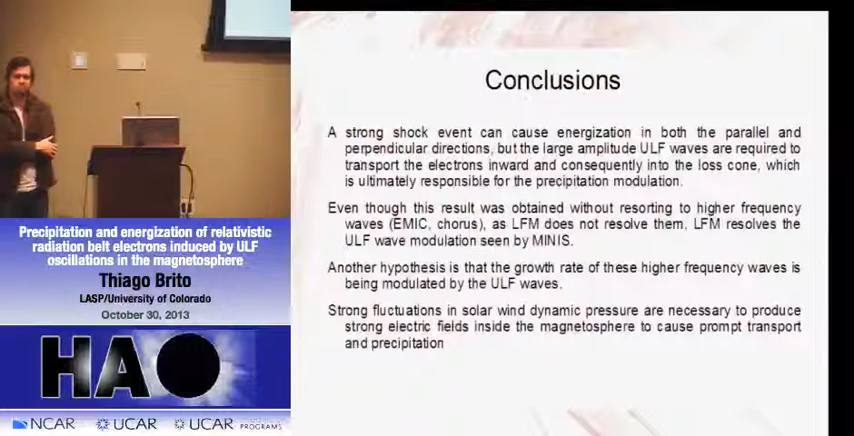 Conclusions
A strong shock event can cause energization in both the parallel and
perpendicular directions, but the large amplitude ULF waves are required to
transport the electrons inward and consequently into the loss cone, which
is ultimately responsible for the precipitation modulation.
Even though this result was obtained without resorting to higher frequency
waves (EMIC, chorus), as LFM does not resolve them, LFM resolves the
ULF wave modulation seen by MINIS.
Another hypothesis is that the growth rate of these higher frequency waves is
being modulated by the ULF waves.
Strong fluctuations in solar wind dynamic pressure are necessary to produce
strong electric fields inside the magnetosphere to cause prompt transport
and precipitation
Precipitation and energization of relativistic
radiation belt electrons induced by ULF
oscillations in the magnetosphere
Thiago Brito
LASP/University of Colorado
October 30, 2013
HAO
NCAR UCAR UCAR PROGRAMS